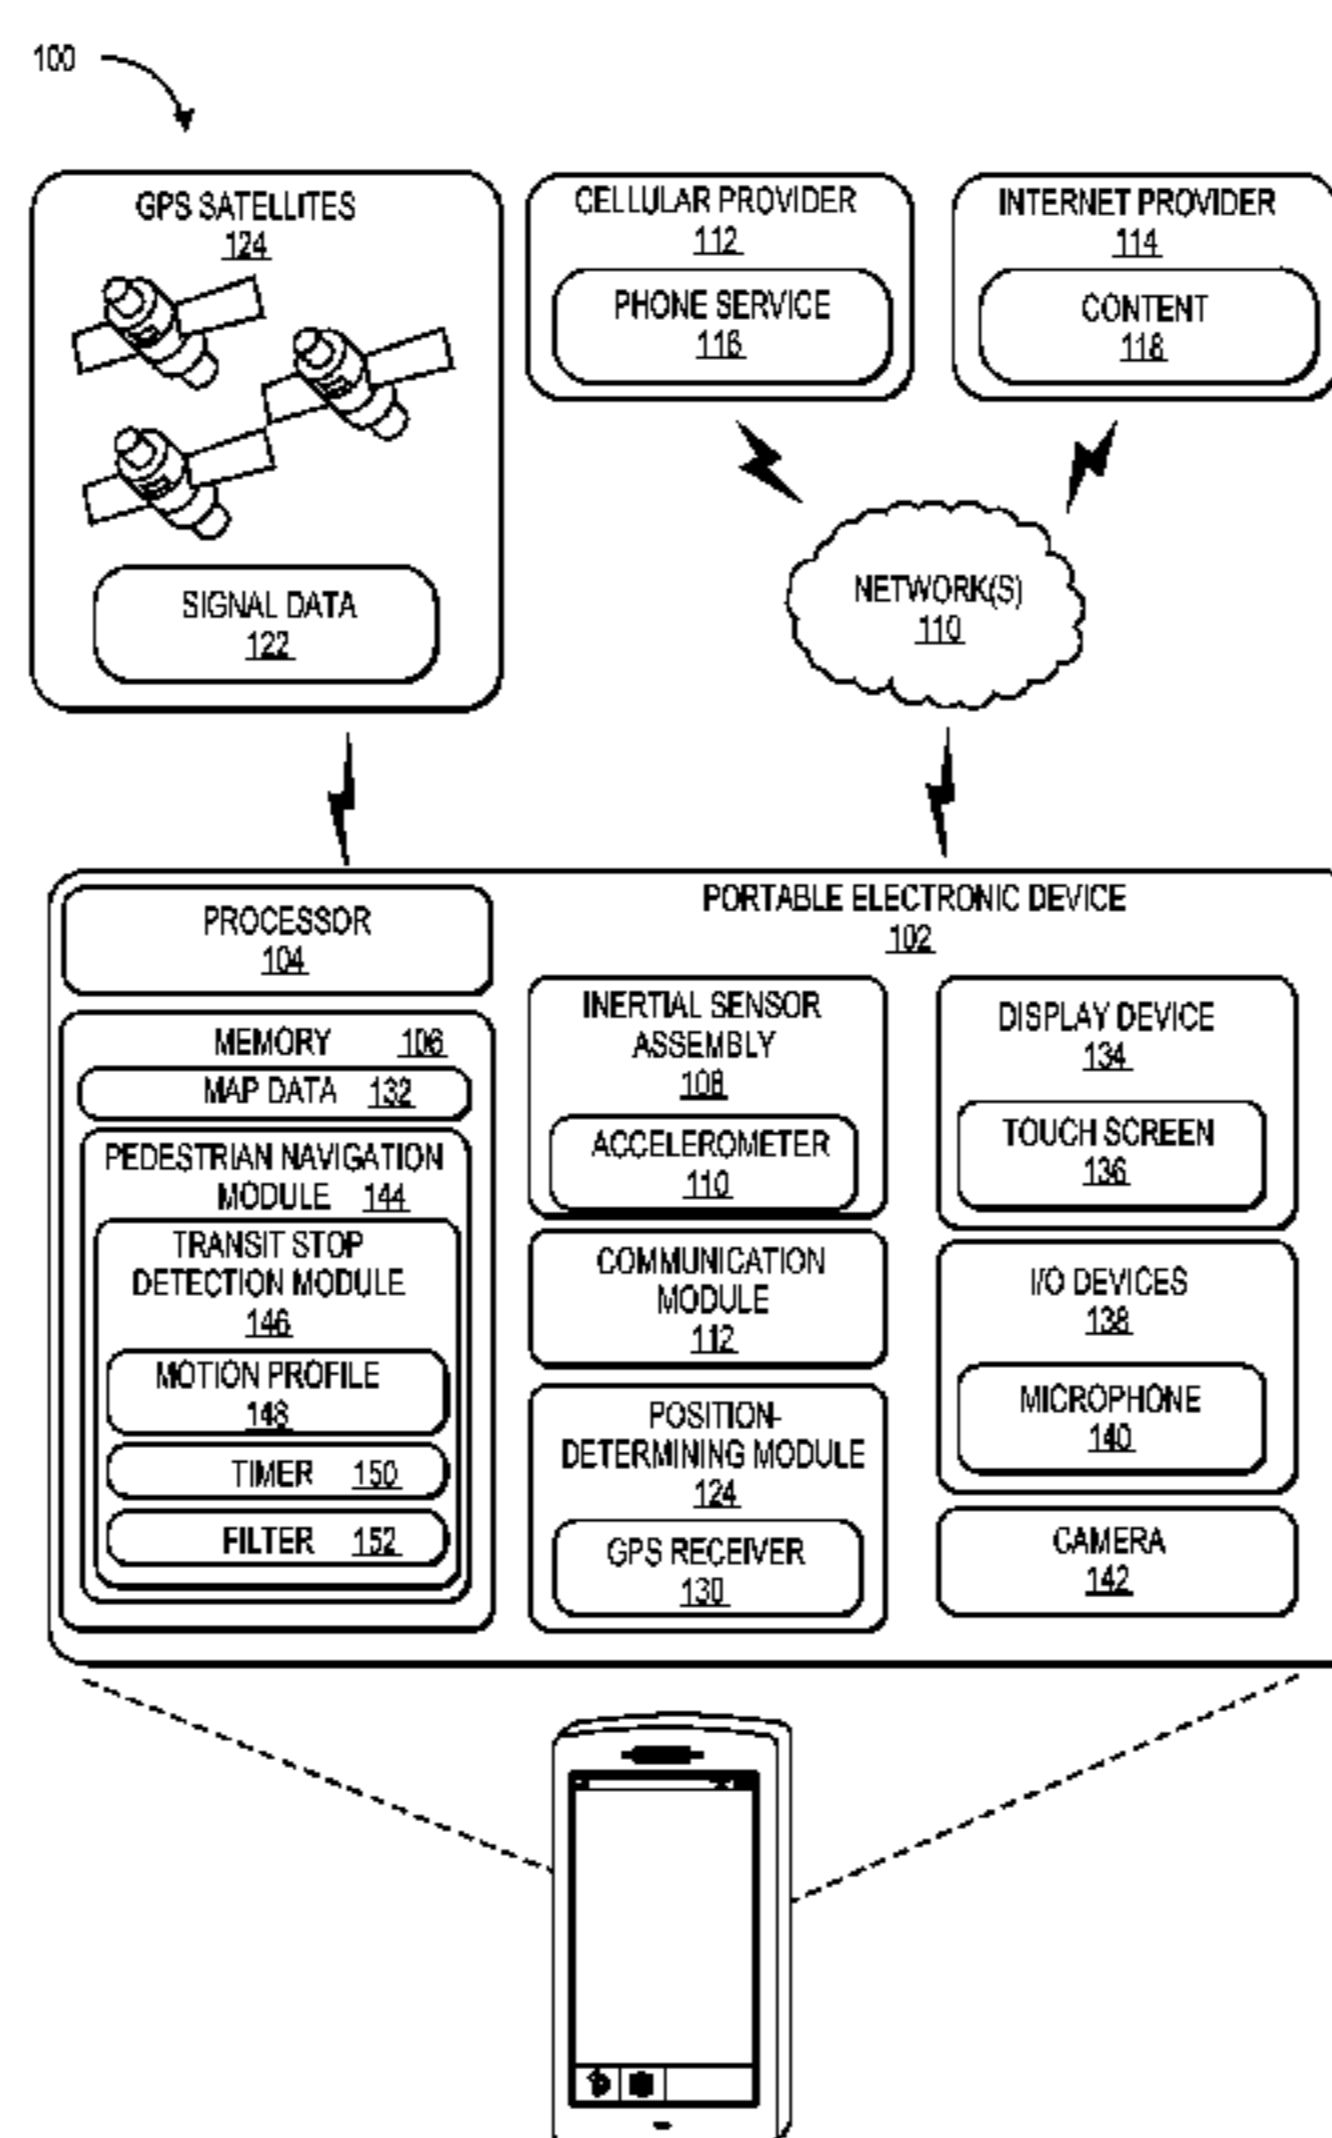 100
GPS SATELLITES
124
SIGNAL DATA
122
CELLULAR PROVIDER
112
PHONE SERVICE
116
INTERNET PROVIDER
114
CONTENT
118
NETWORK(S)
110
PORTABLE ELECTRONIC DEVICE
102
PROCESSOR
104
MEMORY 106
MAP DATA 132
PEDESTRIAN NAVIGATION
MODULE 144
TRANSIT STOP
DETECTION MODULE
146
MOTION PROFILE
148
TIMER 150
FILTER 152
INERTIAL SENSOR
ASSEMBLY
108
ACCELEROMETER
110
COMMUNICATION
MODULE
112
POSITION-
DETERMINING MODULE
124
GPS RECEIVER
130
DISPLAY DEVICE
134
TOUCH SCREEN
136
I/O DEVICES
138
MICROPHONE
140
CAMERA
142